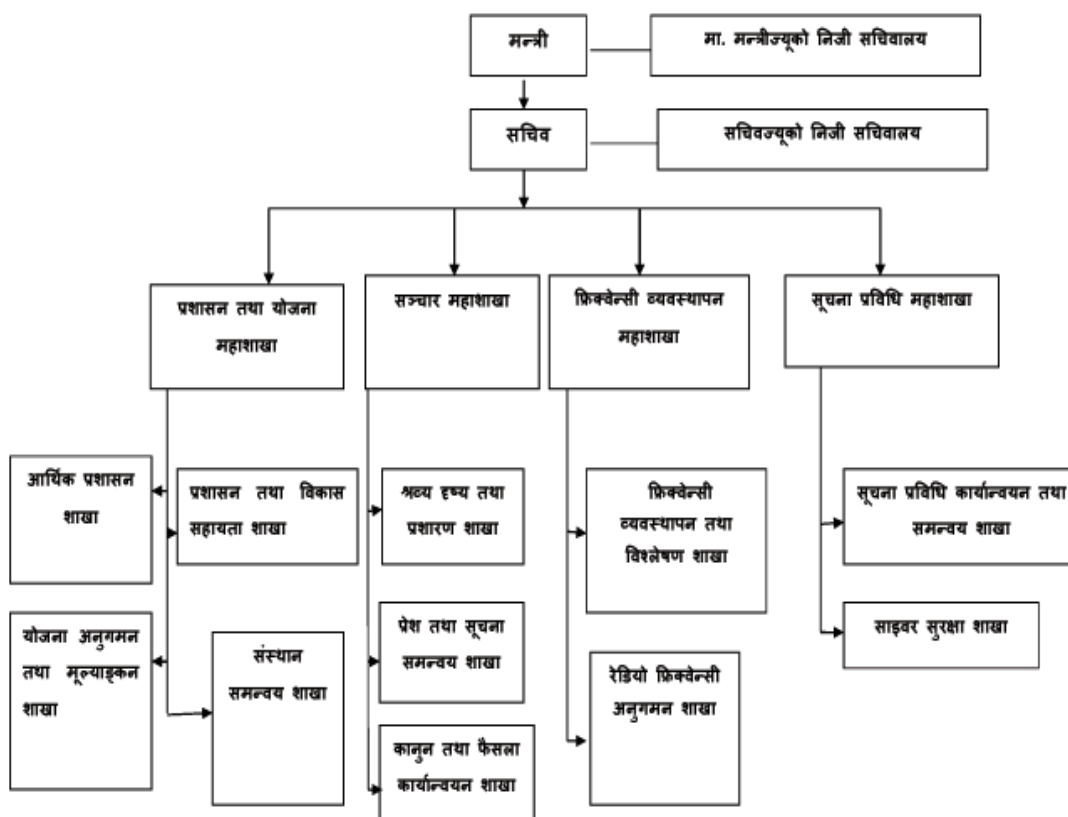 मन्त्री
मा. मन्त्रीज्यूको निजी सचिवालय
सचिव
सचिवज्यूको निजी सचिवालय
प्रशासन तथा योजना
महाशाखा
सञ्चार महाशाखा
फ्रिक्वेन्सी व्यवस्थापन
महाशाखा
सूचना प्रविधि महाशाखा
आर्थिक प्रशासन
शाखा
प्रशासन तथा विकास
सहायता शाखा
श्रव्य दृष्य तथा
प्रशारण शाखा
फ्रिक्वेन्सी
व्यवस्थापन तथा
विश्लेषण शाखा
सूचना प्रविधि कार्यान्वयन तथा
समन्वय शाखा
योजना अनुगमन
तथा मूल्याङ्कन
शाखा
संस्थान
समन्वय शाखा
प्रेश तथा सूचना
समन्वय शाखा
रेडियो फ्रिक्वेन्सी
अनुगमन शाखा
साइवर सुरक्षा शाखा
कानुन तथा फैसला
कार्यान्वयन शाखा